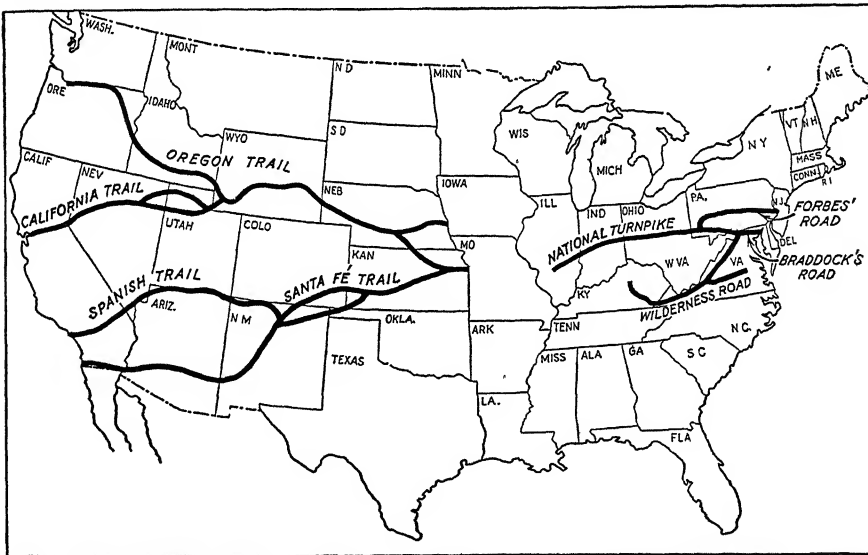 WASH.
MONT
N D
MINN
ME
ORE
IDAHO
WIS
N Y
VT
N H
WYO
S D
MICH
MASS
CONN.
R I
OREGON TRAIL
CALIF
NEV
NEB
IOWA
PA.
N.J.
FORBES'
ROAD
CALIFORNIA TRAIL
ILL
IND
OHIO
UTAH
COLO
MO
NATIONAL TURNPIKE
DEL
KAN
W VA
VA
BRADDOCK'S
ROAD
SPANISH TRAIL
SANTA FÉ TRAIL
KY
WILDERNESS ROAD
ARIZ.
N M
OKLA.
ARK
TENN
N C.
TEXAS
MISS
ALA
GA
S C
LA.
FLA